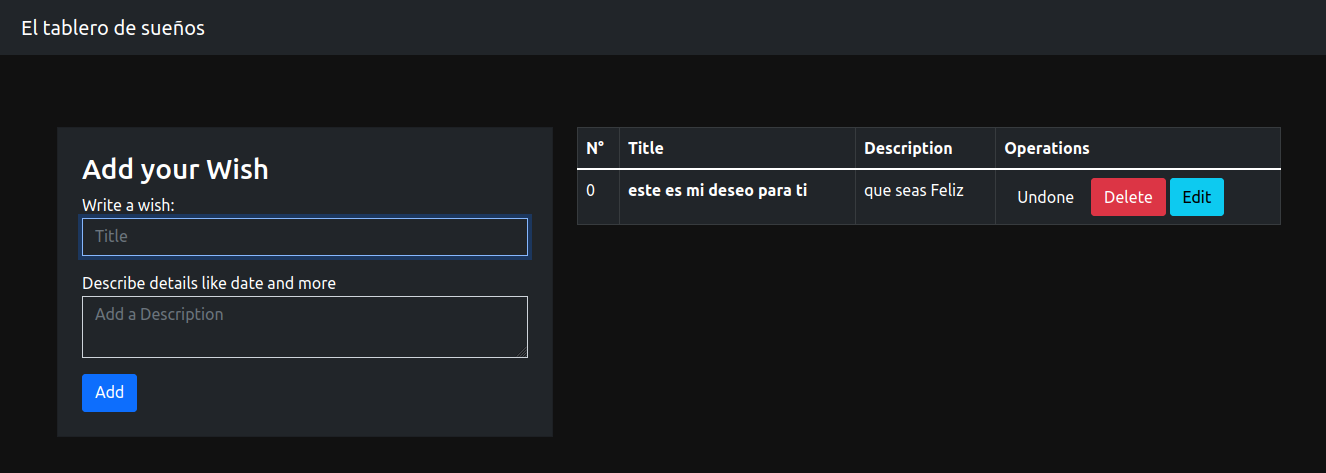 El tablero de sueños
Add your Wish
Write a wish:
Title
Describe details like date and more
Add a Description
Add
N° Title Description Operations
0 este es mi deseo para ti que seas Feliz Undone Delete Edit